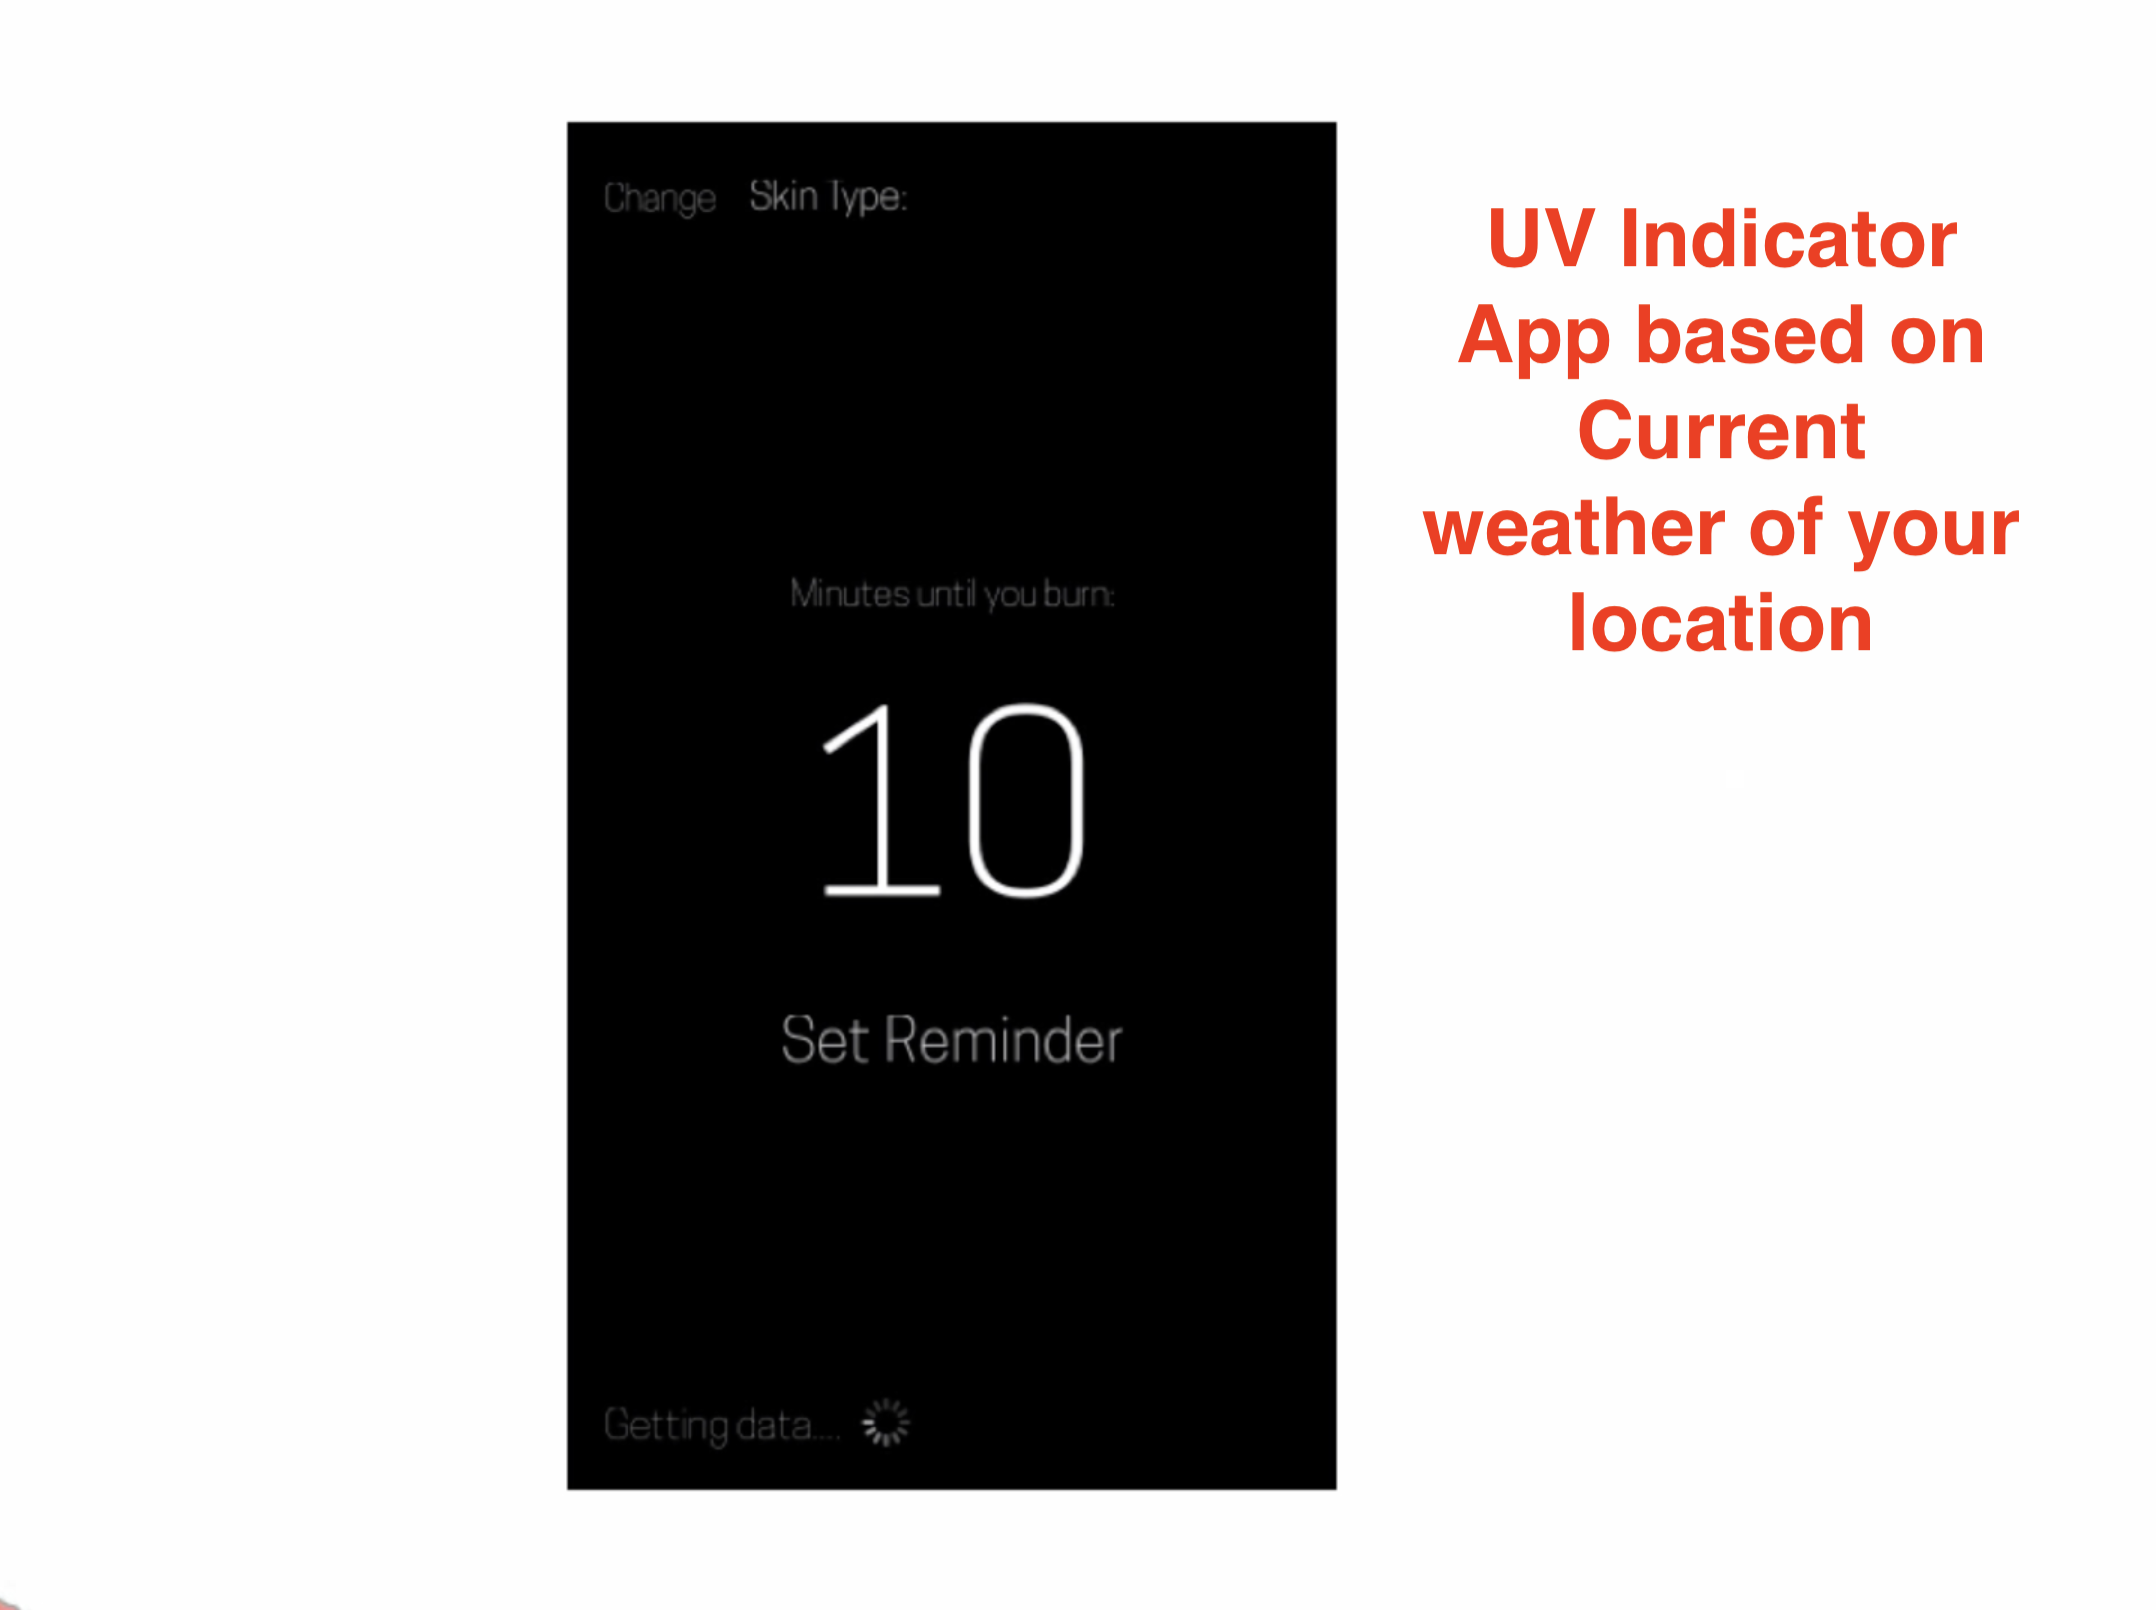 Change Skin Type:
Minutes until you burn:
10
Set Reminder
Getting data....
UV Indicator
App based on
Current
weather of your
location